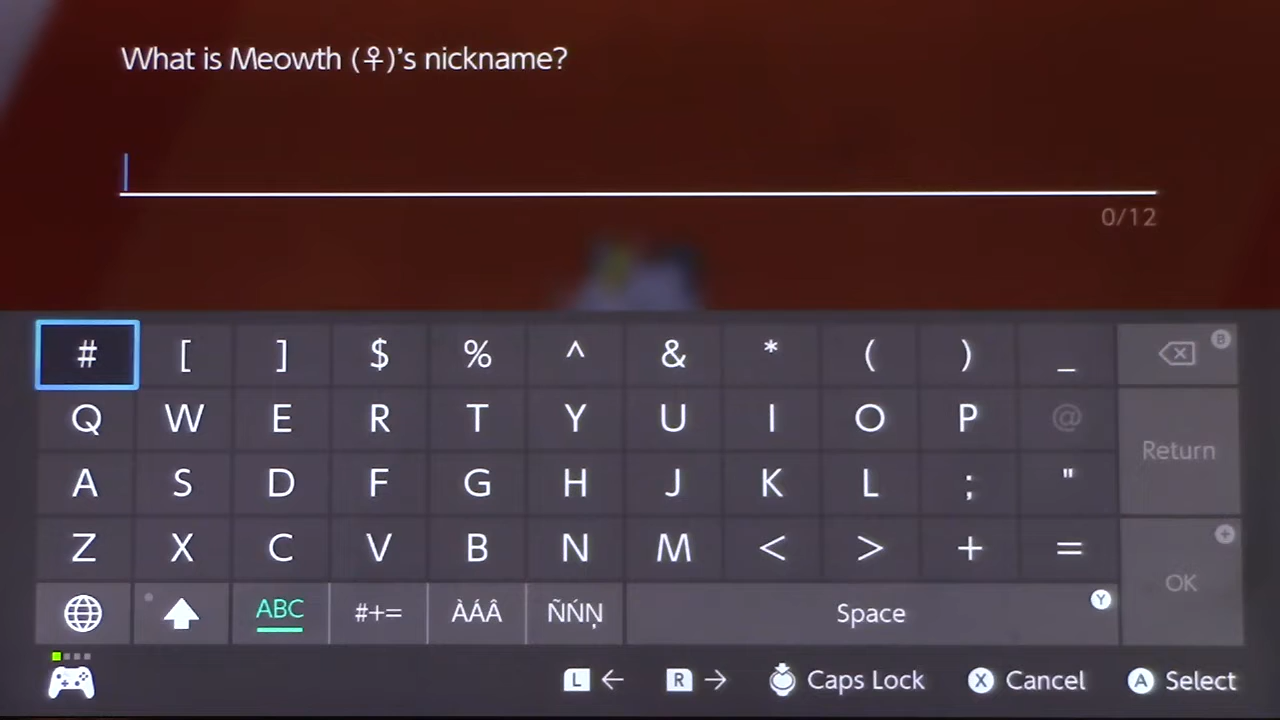 What is Meowth (♀)'s nickname?
0/12
# [ ] $ % ^ & * ( ) _ B
Q W E R T Y U I O P @ Return
A S D F G H J K L ; "
Z X C V B N M < > + = OK
ABC #+= ÀÁÂ ÑŃŅ Space Y
L ← R → Caps Lock X Cancel A Select